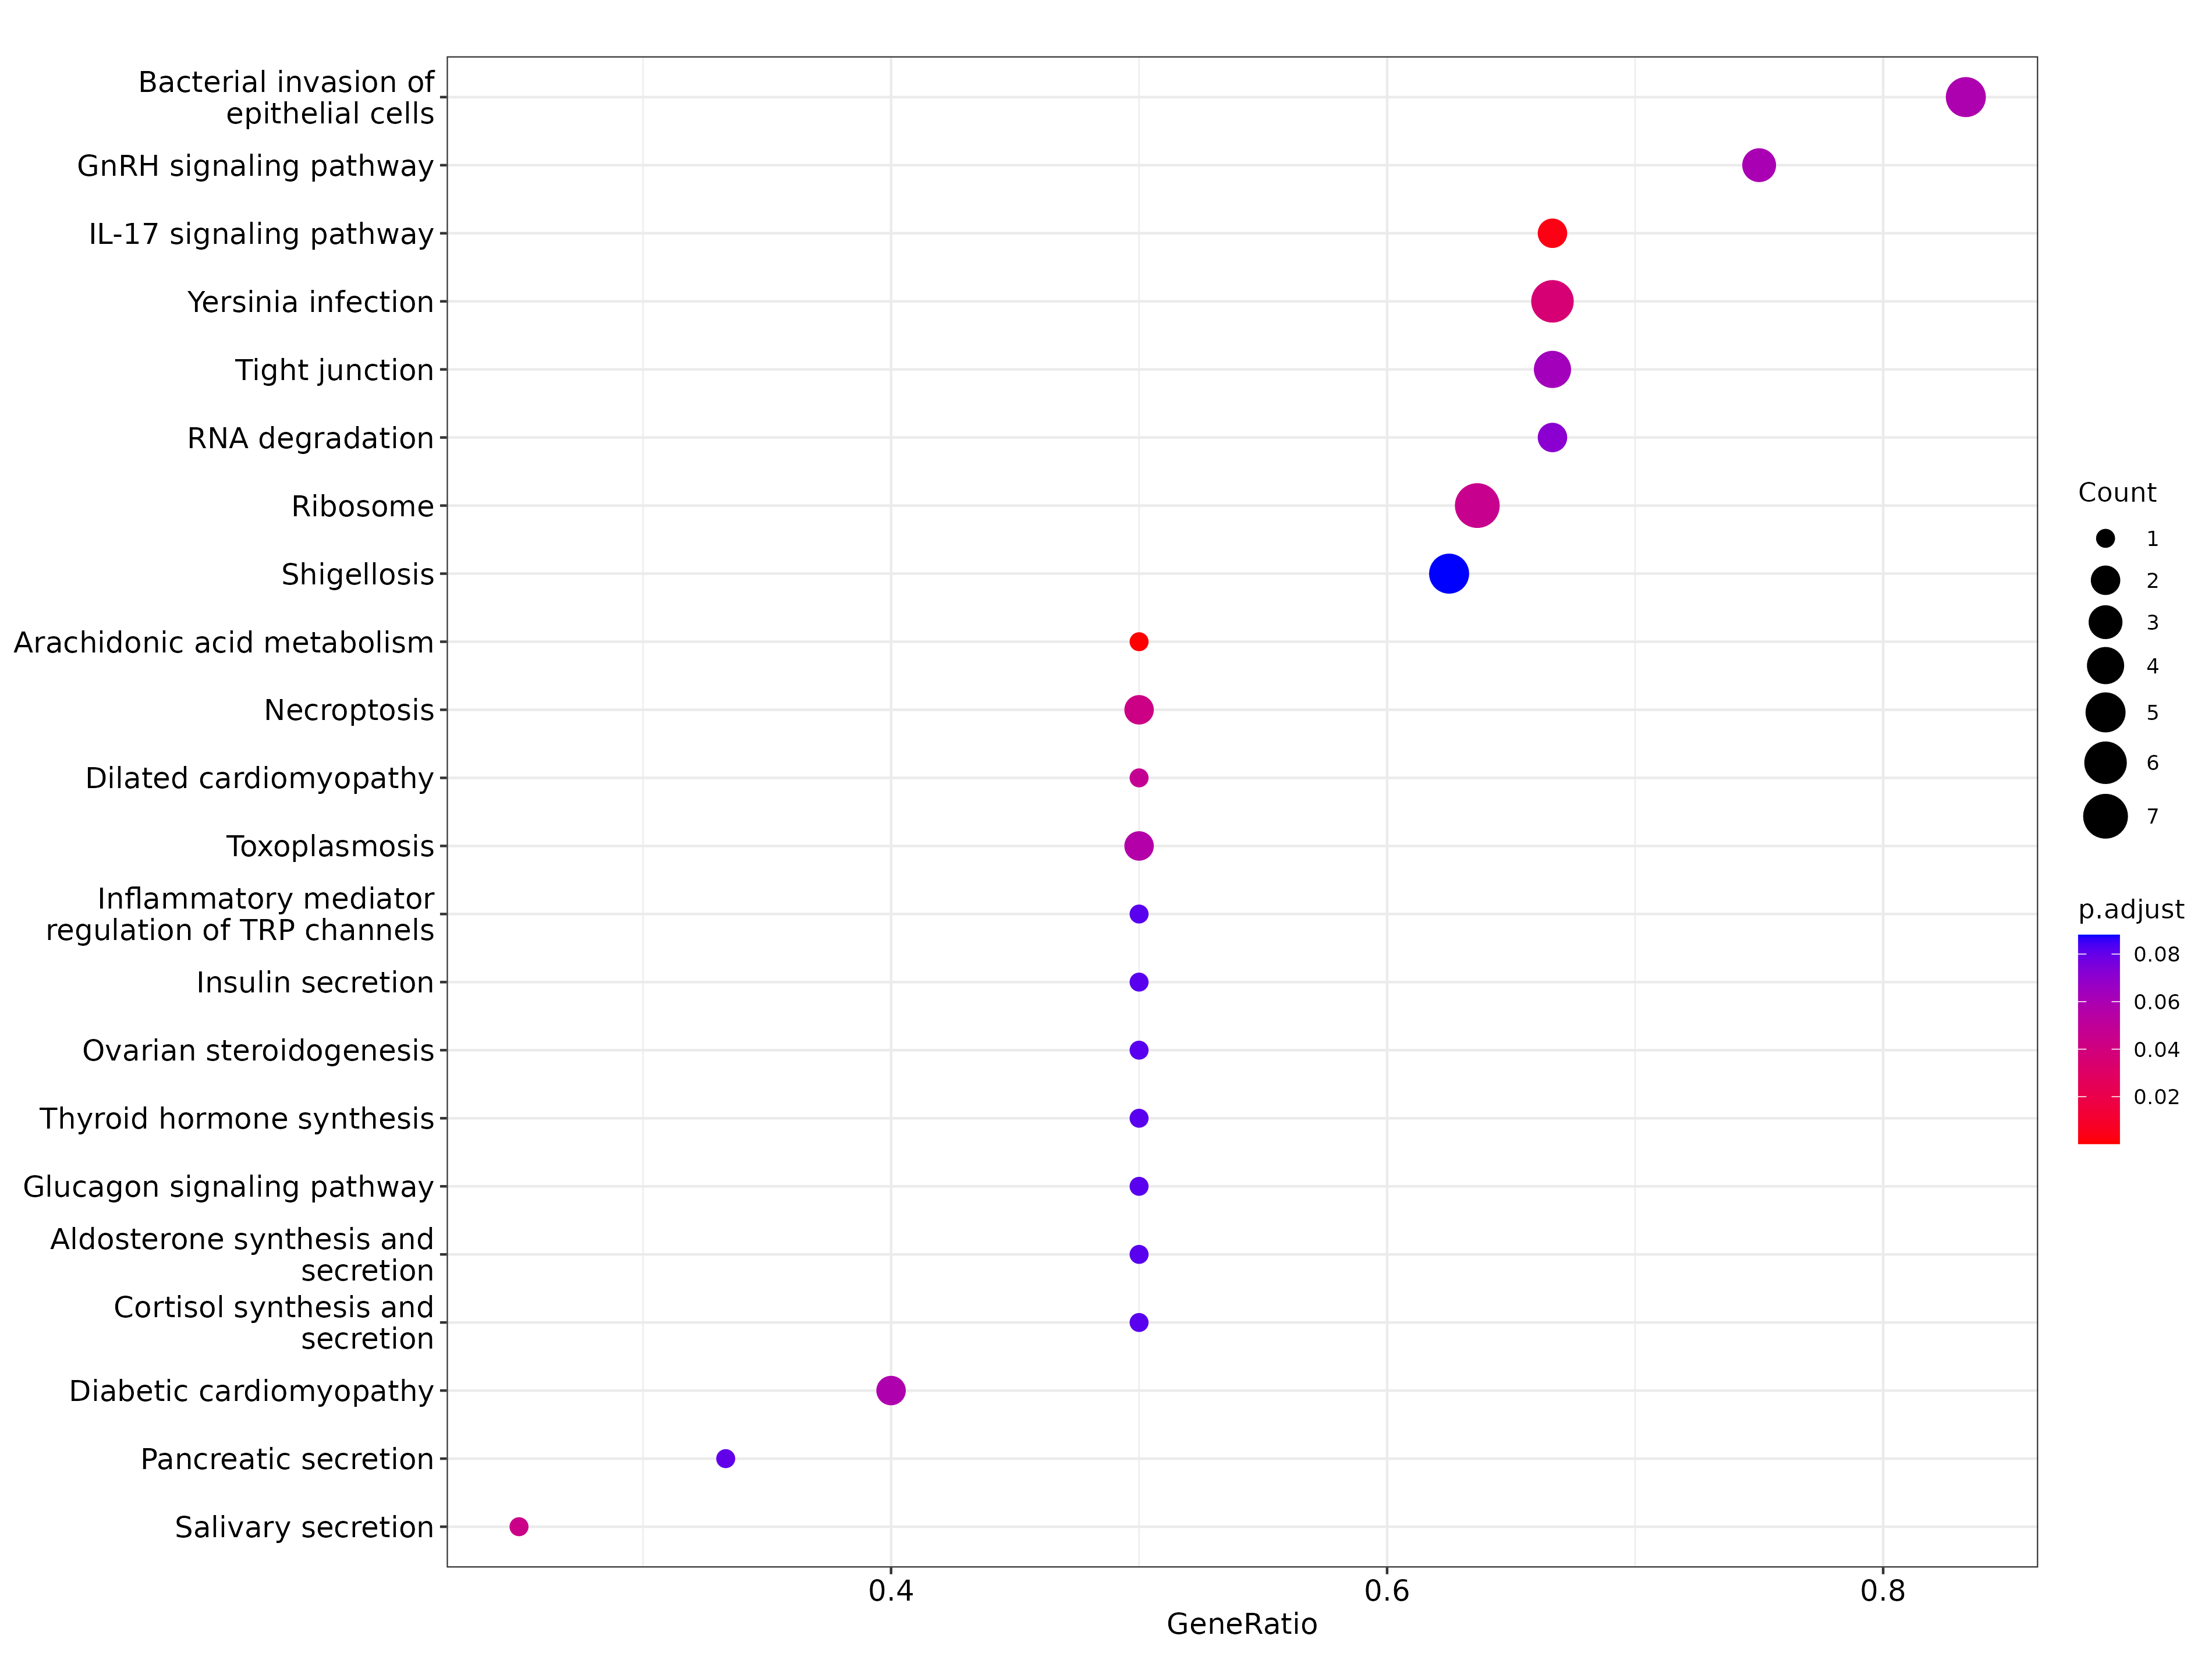 Bacterial invasion of
epithelial cells
GnRH signaling pathway
IL-17 signaling pathway
Yersinia infection
Tight junction
RNA degradation
Ribosome
Shigellosis
Arachidonic acid metabolism
Necroptosis
Dilated cardiomyopathy
Toxoplasmosis
Inflammatory mediator
regulation of TRP channels
Insulin secretion
Ovarian steroidogenesis
Thyroid hormone synthesis
Glucagon signaling pathway
Aldosterone synthesis and
secretion
Cortisol synthesis and
secretion
Diabetic cardiomyopathy
Pancreatic secretion
Salivary secretion
0.4 0.6 0.8
GeneRatio
Count
1
2
3
4
5
6
7
p.adjust
0.08
0.06
0.04
0.02